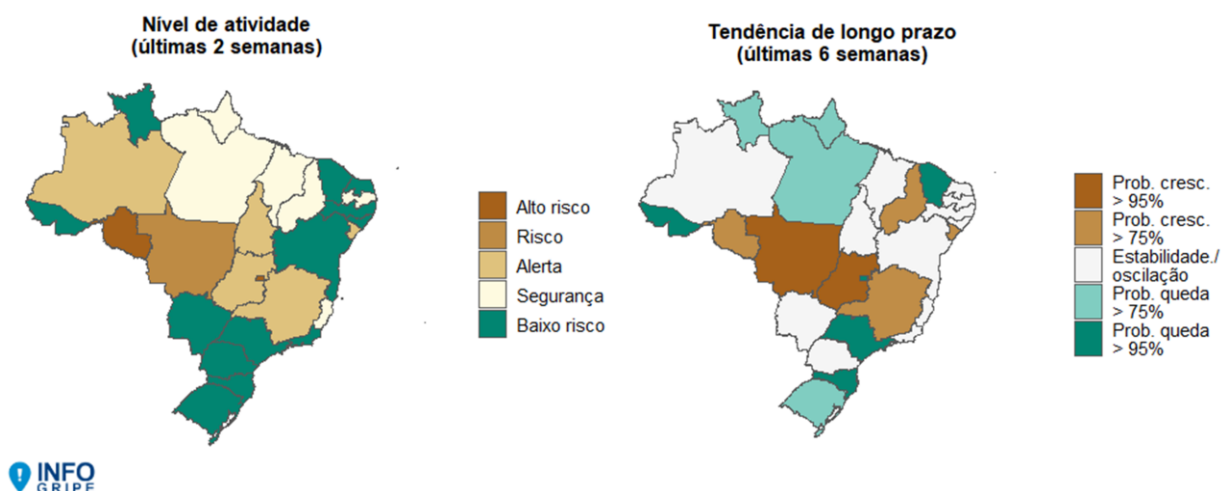 Nível de atividade
(últimas 2 semanas)
Alto risco
Risco
Alerta
Segurança
Baixo risco
Tendência de longo prazo
(últimas 6 semanas)
Prob. cresc.
> 95%
Prob. cresc.
> 75%
Estabilidade./
oscilação
Prob. queda
> 75%
Prob. queda
> 95%
INFO
GRIPE